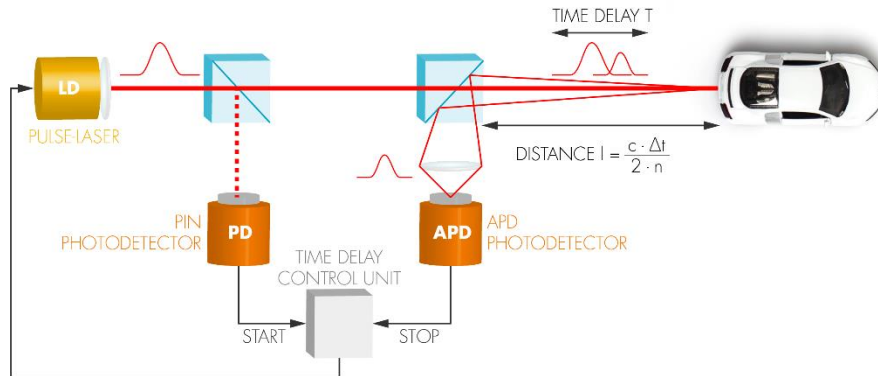 TIME DELAY T
LD
PULSE-LASER
DISTANCE l = c · Δt / 2 · n
PIN
PHOTODETECTOR
PD
APD
APD
PHOTODETECTOR
TIME DELAY
CONTROL UNIT
START
STOP